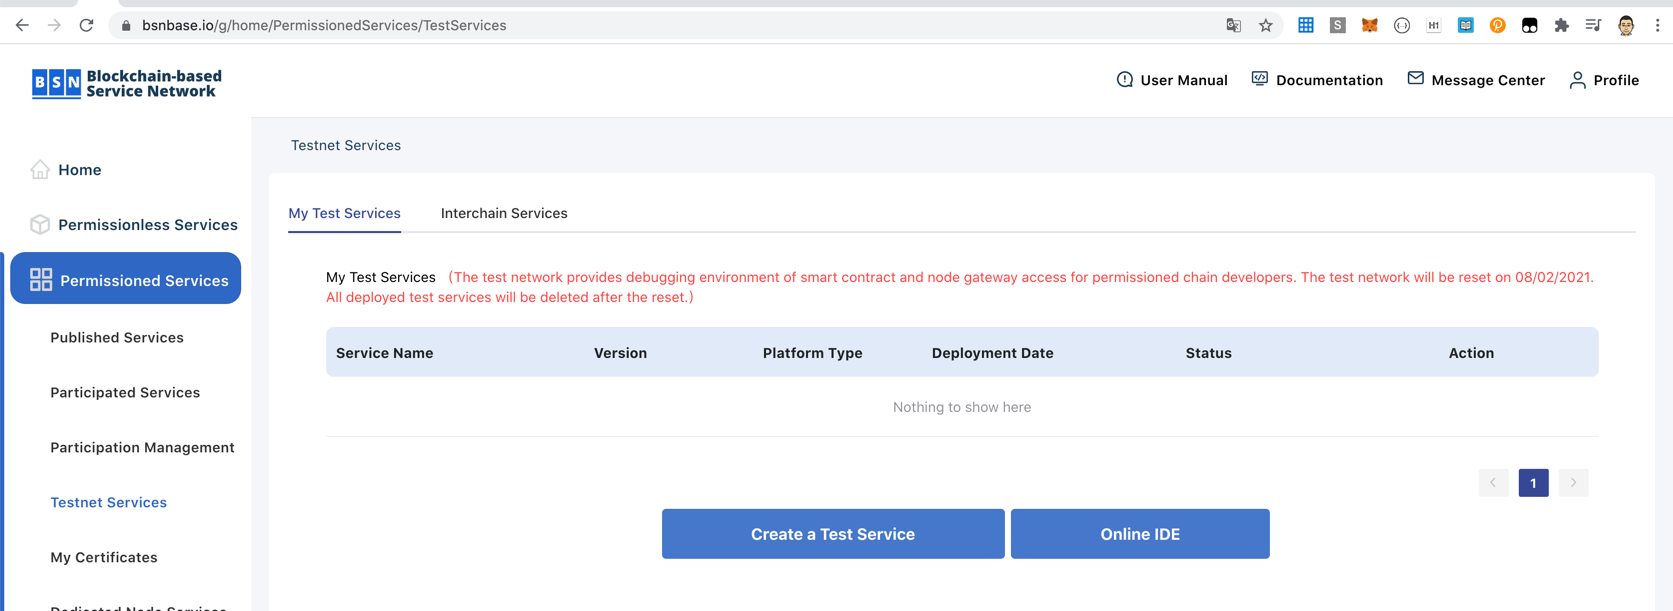 bsnbase.io/g/home/PermissionedServices/TestServices
S
H1
BSN Blockchain-based
Service Network
User Manual
Documentation
Message Center
Profile
Home
Permissionless Services
Permissioned Services
Published Services
Participated Services
Participation Management
Testnet Services
My Certificates
Dedicated Node Services
Testnet Services
My Test Services
Interchain Services
My Test Services (The test network provides debugging environment of smart contract and node gateway access for permissioned chain developers. The test network will be reset on 08/02/2021.
All deployed test services will be deleted after the reset.)
Service Name Version Platform Type Deployment Date Status Action
Nothing to show here
< 1 >
Create a Test Service
Online IDE